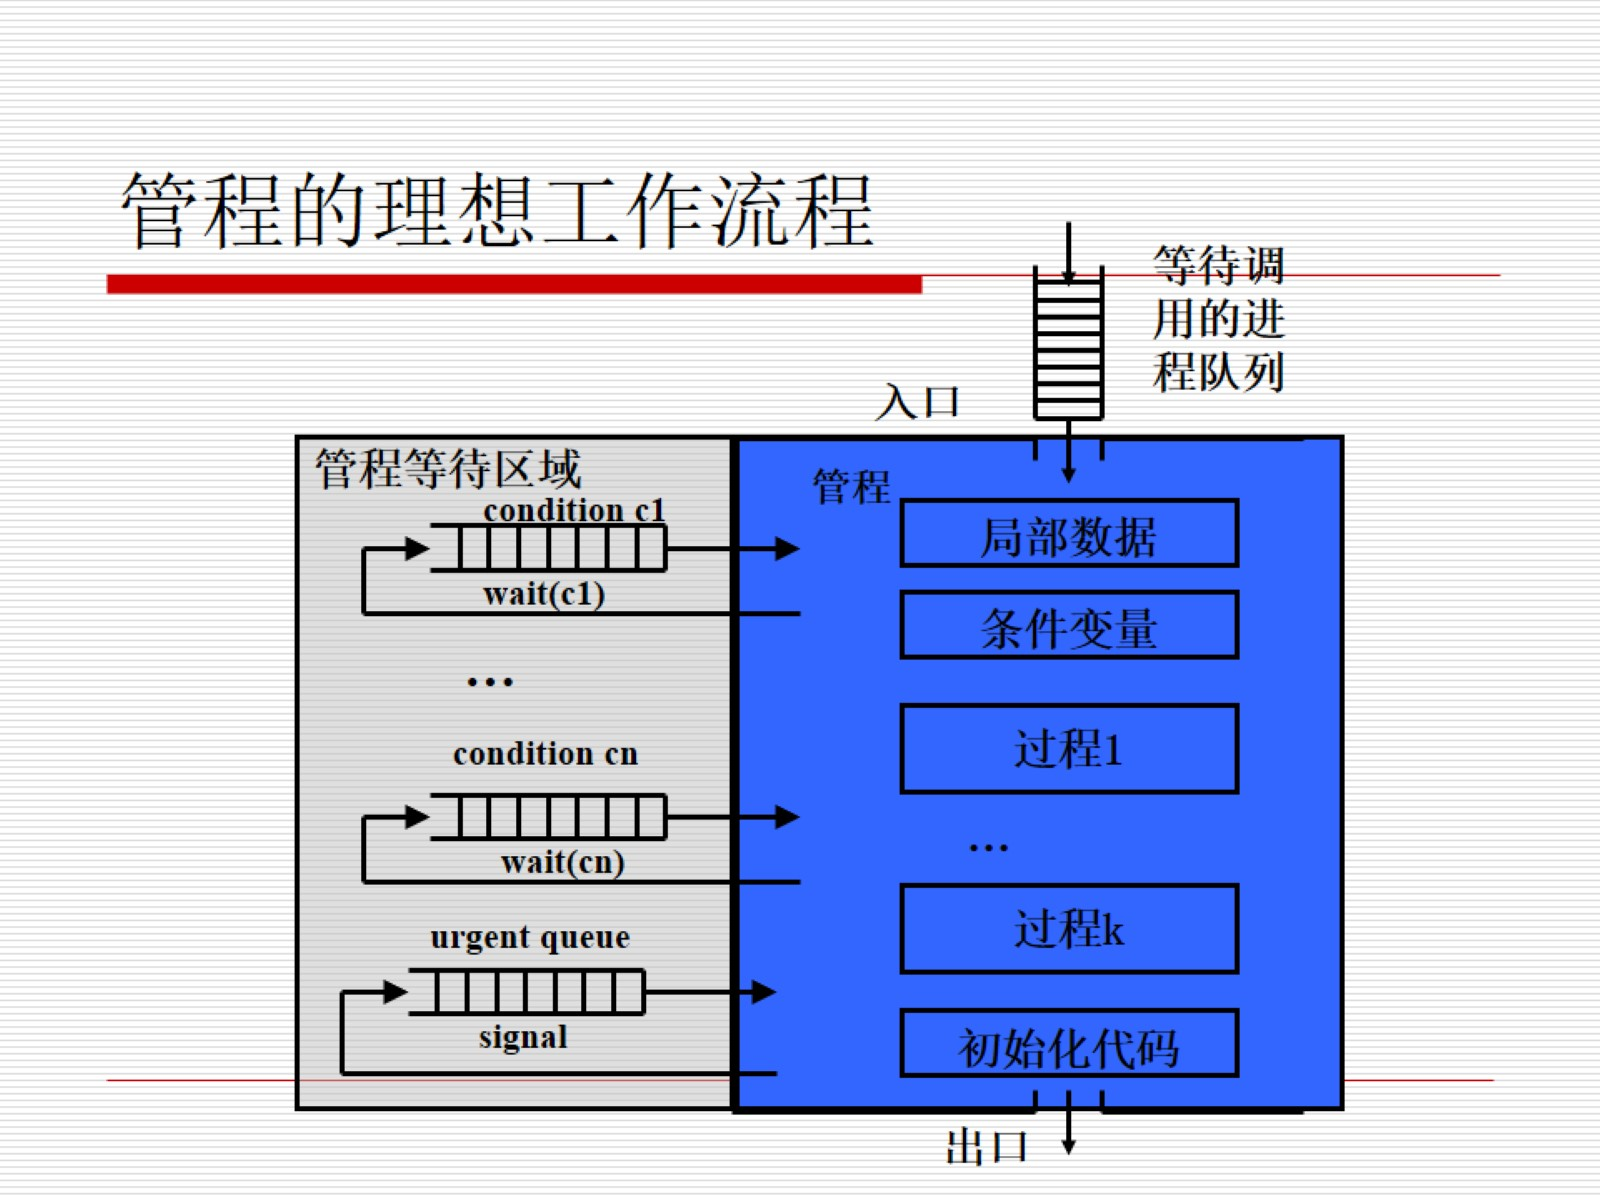 管程的理想工作流程
等待调
用的进
程队列
入口
管程等待区域
condition c1
wait(c1)
...
condition cn
wait(cn)
urgent queue
signal
管程
局部数据
条件变量
过程1
...
过程k
初始化代码
出口